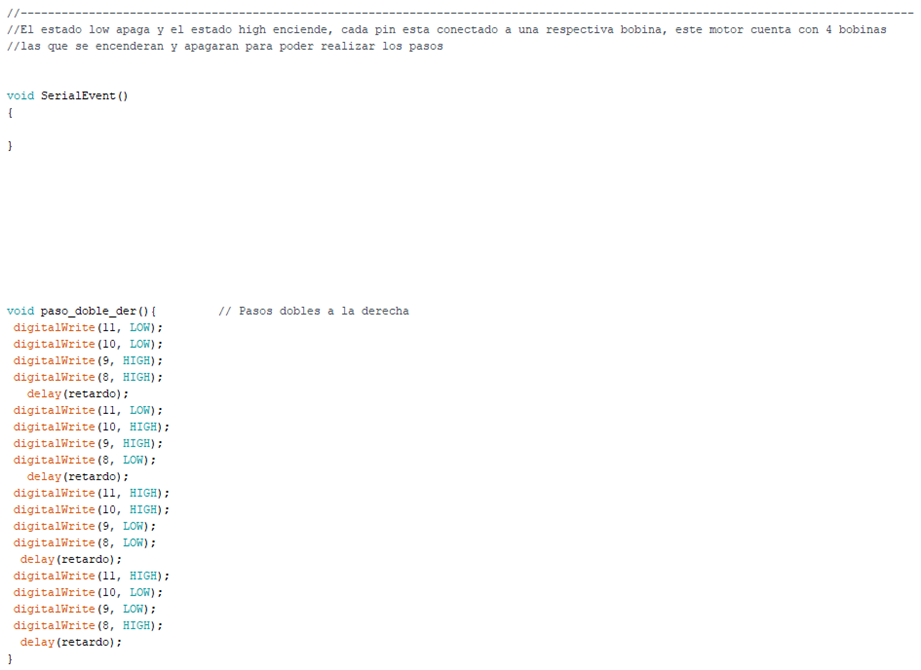 //------------------------------------------------------------------------------------------------------------------------------------
//El estado low apaga y el estado high enciende, cada pin esta conectado a una respectiva bobina, este motor cuenta con 4 bobinas
//las que se encenderan y apagaran para poder realizar los pasos
void SerialEvent()
{
}
void paso_doble_der(){         // Pasos dobles a la derecha
 digitalWrite(11, LOW);
 digitalWrite(10, LOW);
 digitalWrite(9, HIGH);
 digitalWrite(8, HIGH);
   delay(retardo);
 digitalWrite(11, LOW);
 digitalWrite(10, HIGH);
 digitalWrite(9, HIGH);
 digitalWrite(8, LOW);
   delay(retardo);
 digitalWrite(11, HIGH);
 digitalWrite(10, HIGH);
 digitalWrite(9, LOW);
 digitalWrite(8, LOW);
  delay(retardo);
 digitalWrite(11, HIGH);
 digitalWrite(10, LOW);
 digitalWrite(9, LOW);
 digitalWrite(8, HIGH);
  delay(retardo);
}